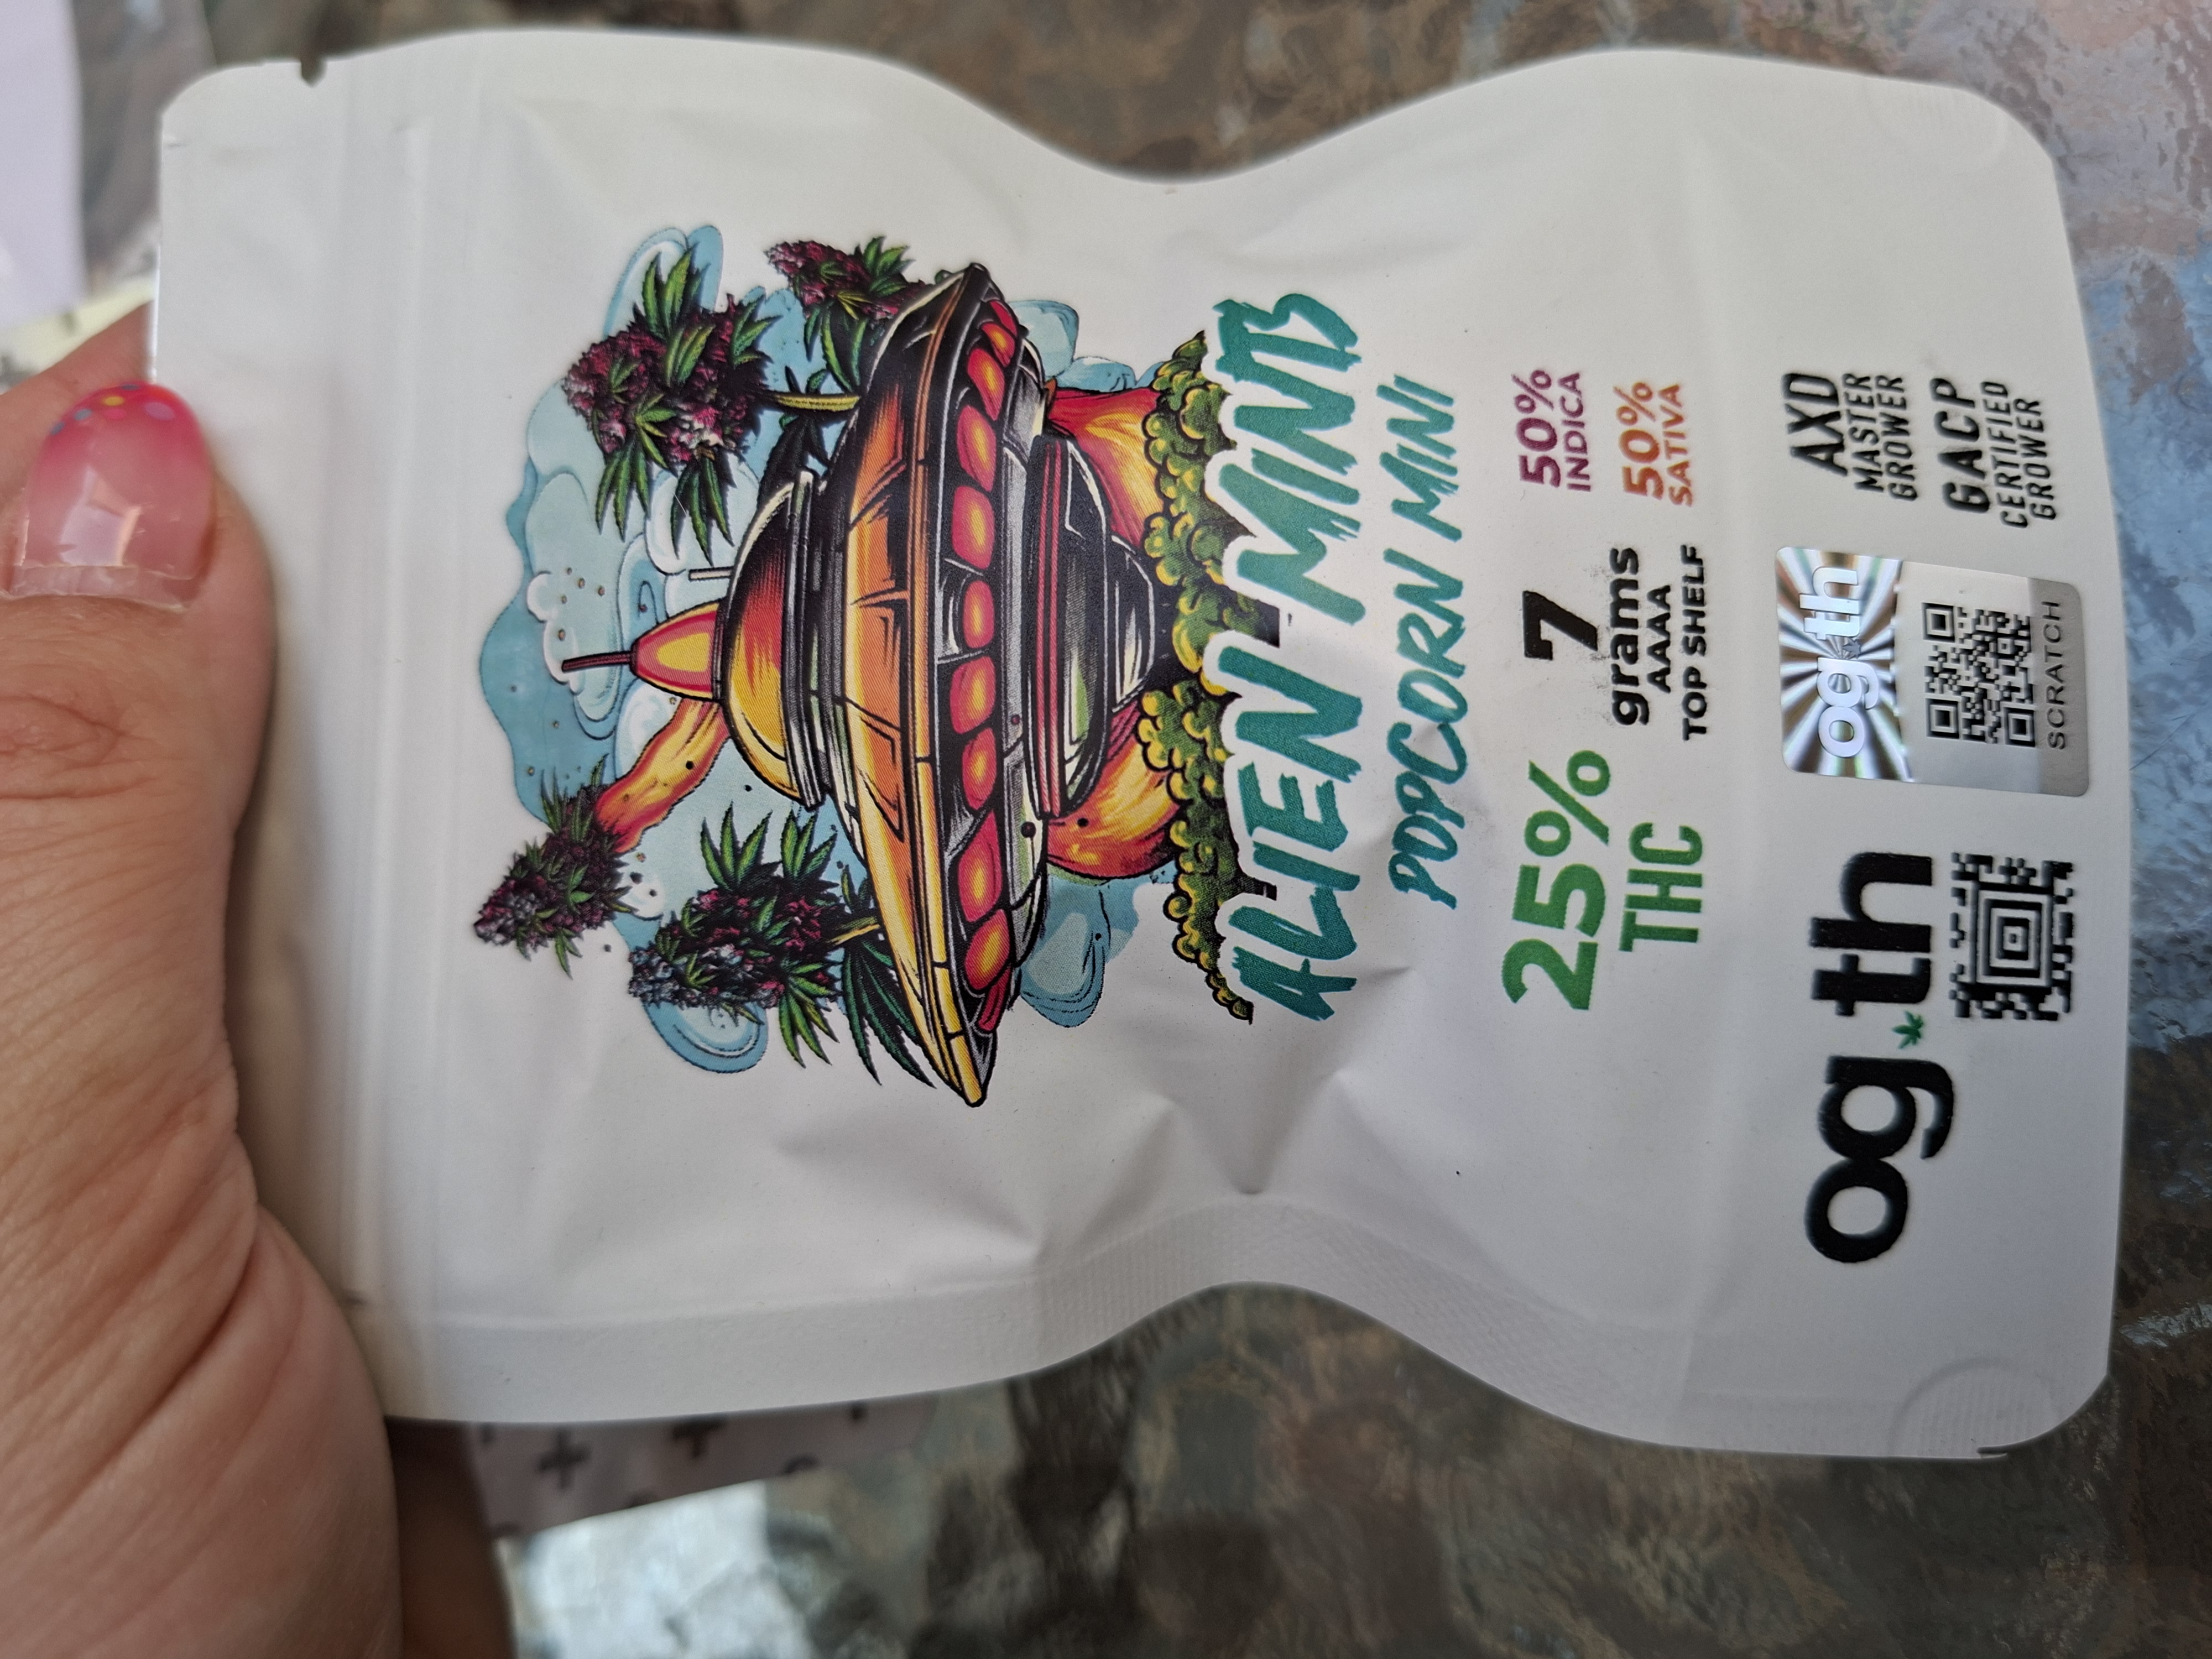 ALIEN MINTS
POPCORN MINI
25%
THC
7
grams
AAAA
TOP SHELF
50%
INDICA
50%
SATIVA
og.th
og.th
SCRATCH
AXD
MASTER
GROWER
GACP
CERTIFIED
GROWER